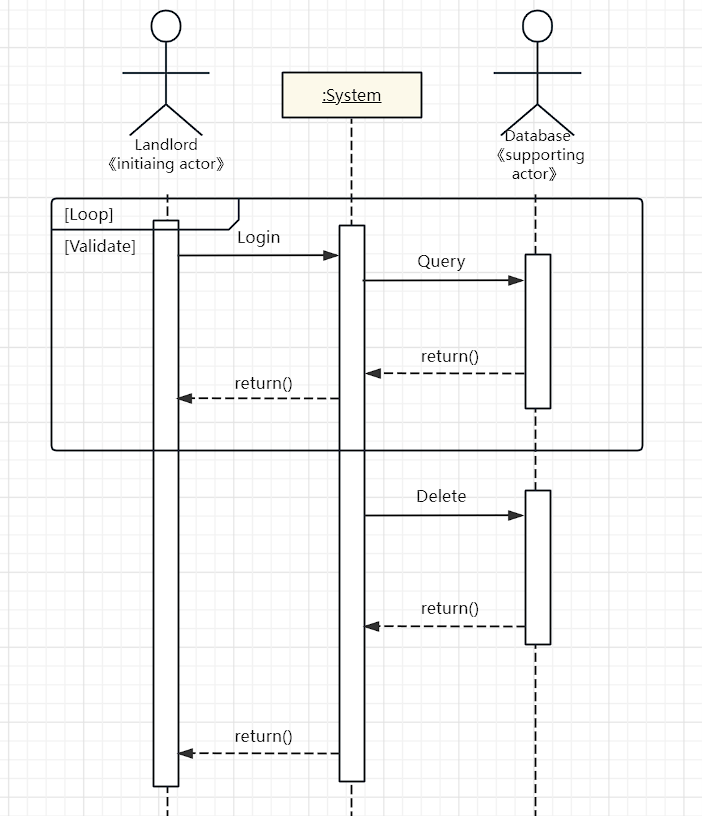 :System
Landlord
《initiaing actor》
Database
《supporting
actor》
[Loop]
[Validate]
Login
Query
return()
return()
Delete
return()
return()